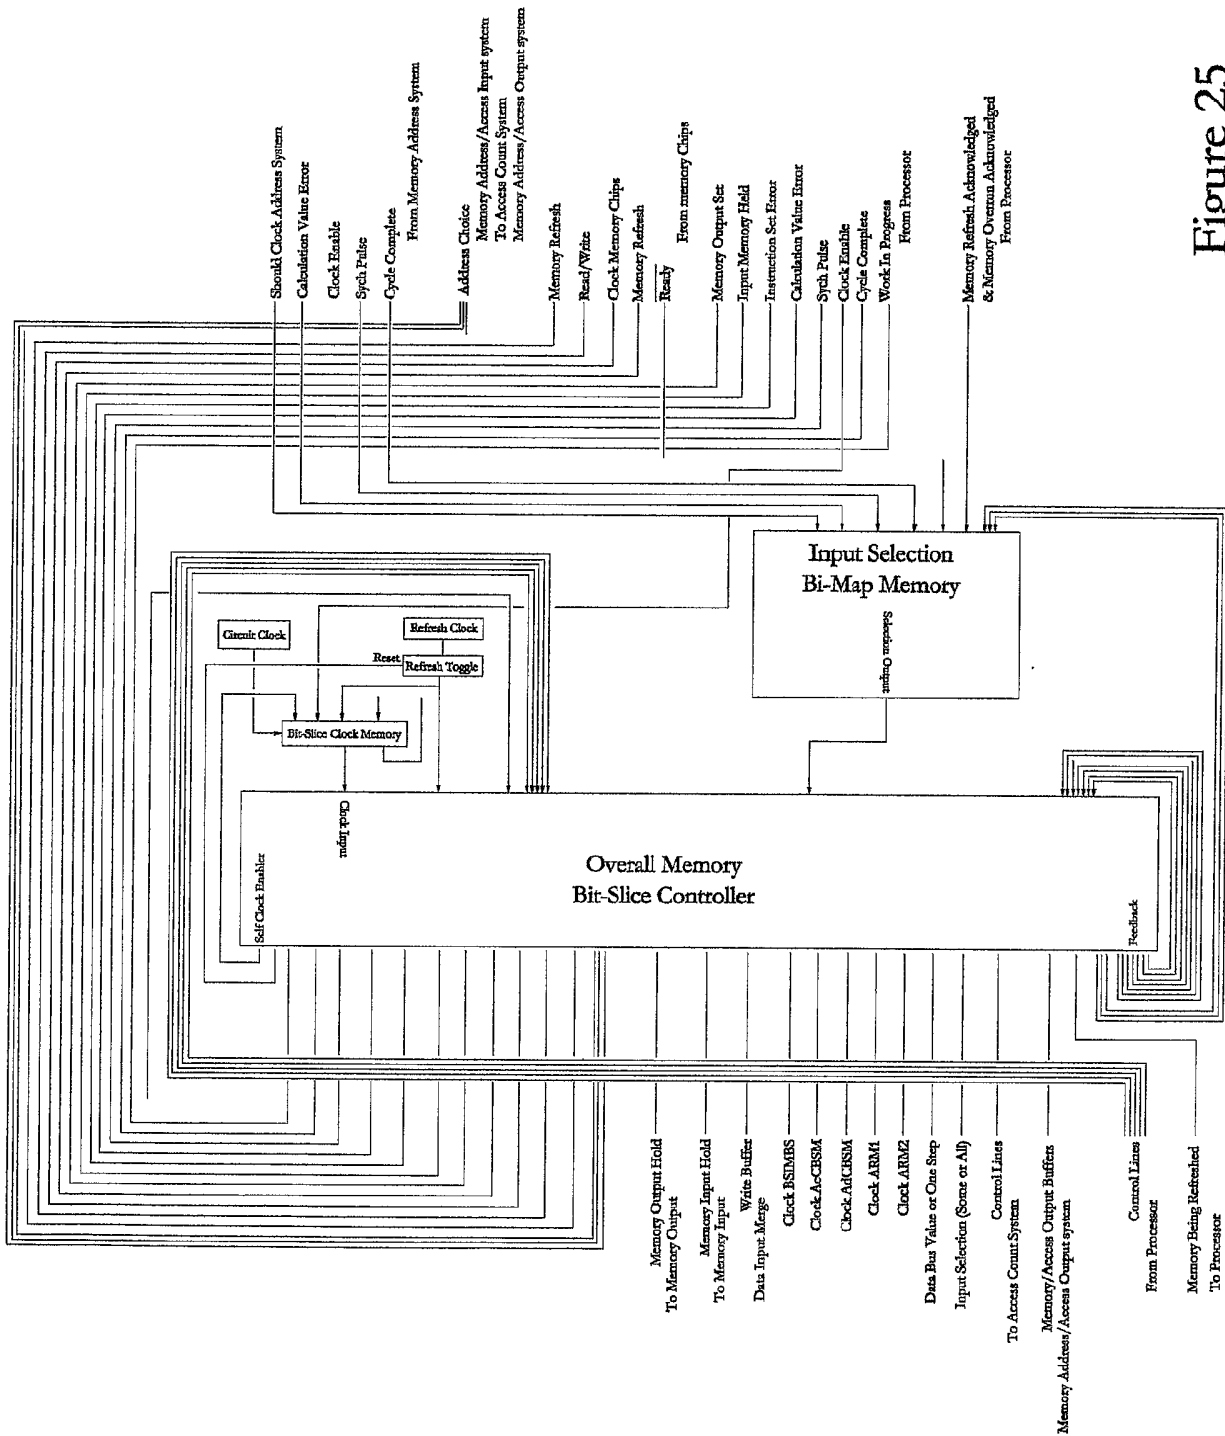 Should Clock Address System
Calculation Value Error
Clock Enable
Sych Pulse
Cycle Complete
From Memory Address System
Address Choice
Memory Address/Access Input system
To Access Count System
Memory Address/Access Output system
Memory Refresh
Read/Write
Clock Memory Chips
Memory Refresh
Ready
From memory Chips
Memory Output Set
Input Memory Held
Instruction Set Error
Calculation Value Error
Sych Pulse
Clock Enable
Cycle Complete
Work In Progress
From Processor
Memory Refresh Acknowledged
& Memory Overrun Acknowledged
From Processor
Figure 25
Input Selection
Bi-Map Memory
Selection Output
Circuit Clock
Refresh Clock
Reset
Refresh Toggle
Bit-Slice Clock Memory
Clock Input
Self Clock Enabler
Overall Memory
Bit-Slice Controller
Feedback
Memory Output Hold
To Memory Output
Memory Input Hold
To Memory Input
Write Buffer
Data Input Merge
Clock BSIMBS
Clock AcCBSM
Clock AdCBSM
Clock ARM1
Clock ARM2
Data Bus Value or One Step
Input Selection (Some or All)
Control Lines
To Access Count System
Memory/Access Output Buffers
Memory Address/Access Output system
Control Lines
From Processor
Memory Being Refreshed
To Processor